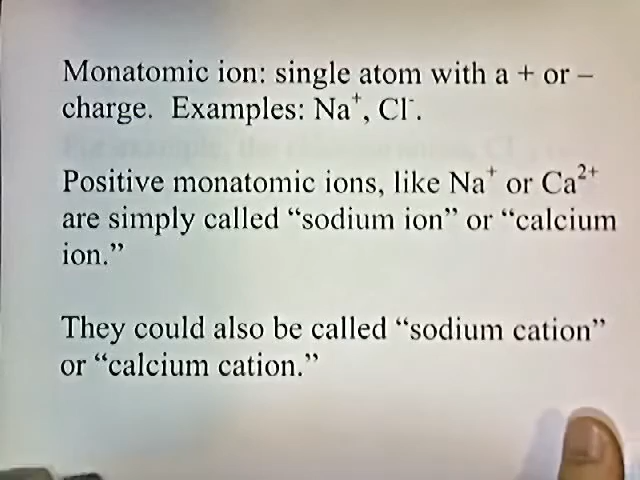 Monatomic ion: single atom with a + or –
charge.  Examples: Na⁺, Cl⁻.
Positive monatomic ions, like Na⁺ or Ca²⁺
are simply called “sodium ion” or “calcium
ion.”
They could also be called “sodium cation”
or “calcium cation.”